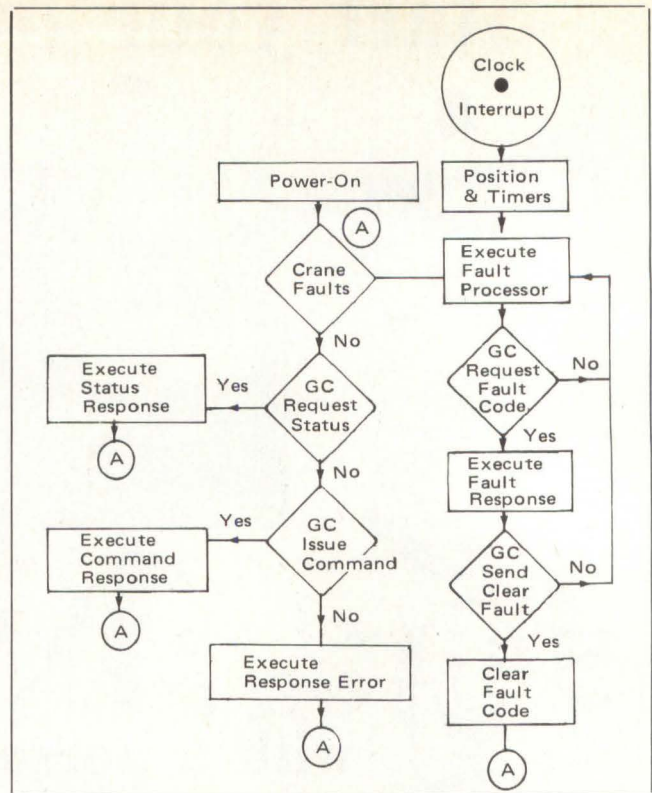 Clock
Interrupt
Power-On
Position
& Timers
A
Crane
Faults
Execute
Fault
Processor
No
GC
Request
Fault
Code
No
Yes
Execute
Status
Response
Yes
GC
Request
Status
A
No
Execute
Fault
Response
Execute
Command
Response
Yes
GC
Issue
Command
GC
Send
Clear
Fault
No
A
No
Yes
Execute
Response Error
Clear
Fault
Code
A
A